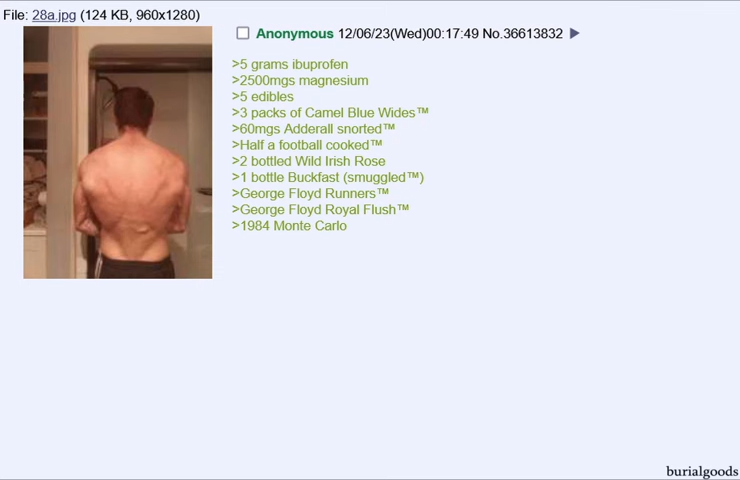 File: 28a.jpg (124 KB, 960x1280)
Anonymous 12/06/23(Wed)00:17:49 No.36613832 ▶
>5 grams ibuprofen
>2500mgs magnesium
>5 edibles
>3 packs of Camel Blue Wides™
>60mgs Adderall snorted™
>Half a football cooked™
>2 bottled Wild Irish Rose
>1 bottle Buckfast (smuggled™)
>George Floyd Runners™
>George Floyd Royal Flush™
>1984 Monte Carlo
burialgoods